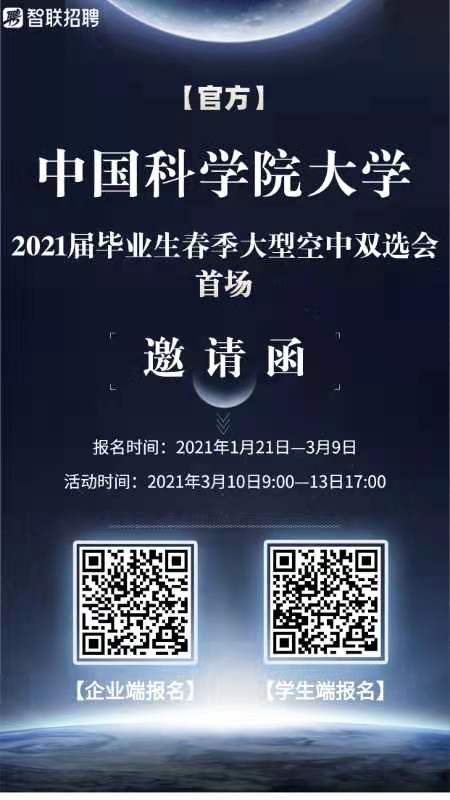 智联招聘
【官方】
中国科学院大学
2021届毕业生春季大型空中双选会
首场
邀请函
报名时间：2021年1月21日—3月9日
活动时间：2021年3月10日9:00—13日17:00
【企业端报名】
【学生端报名】